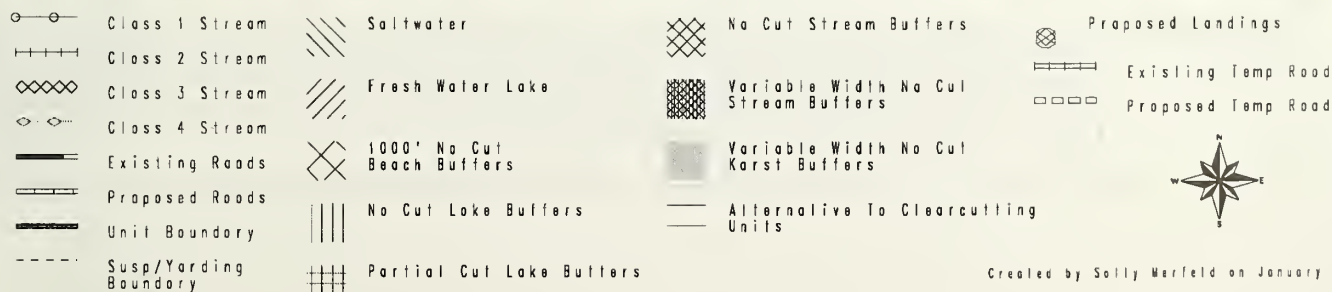 Class 1 Stream
Class 2 Stream
Class 3 Stream
Class 4 Stream
Existing Roads
Proposed Roads
Unit Boundary
Susp/Yarding
Boundary
Saltwater
Fresh Water Lake
1000' No Cut
Beach Buffers
No Cut Lake Buffers
Partial Cut Lake Buffers
No Cut Stream Buffers
Variable Width No Cut
Stream Buffers
Variable Width No Cut
Karst Buffers
Alternative To Clearcutting
Units
Proposed Landings
Existing Temp Road
Proposed Temp Road
N
W
E
S
Created by Sally Merfeld on January